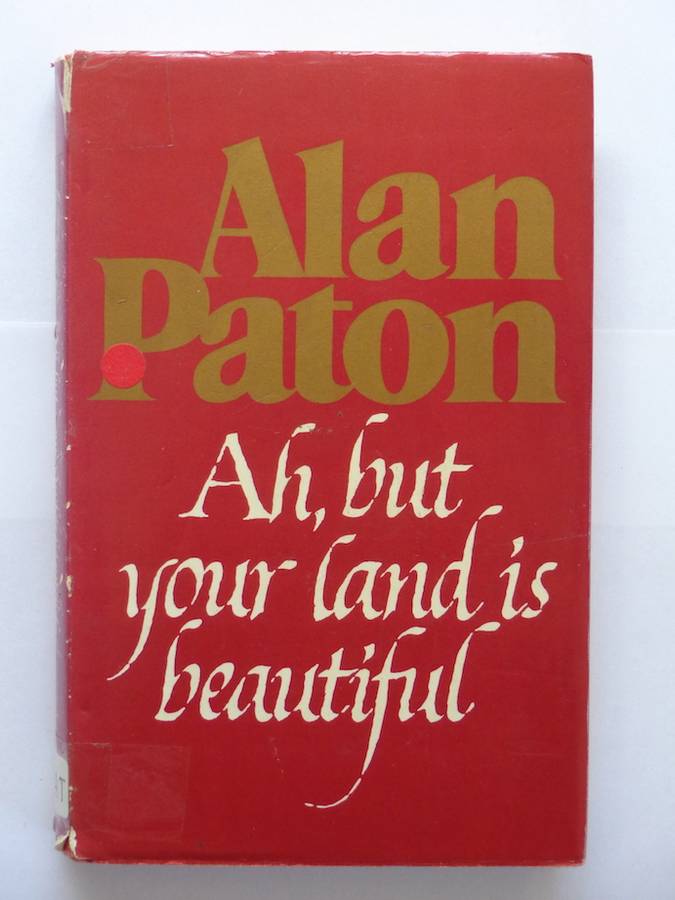 Alan
Paton
Ah, but
your land is
beautiful